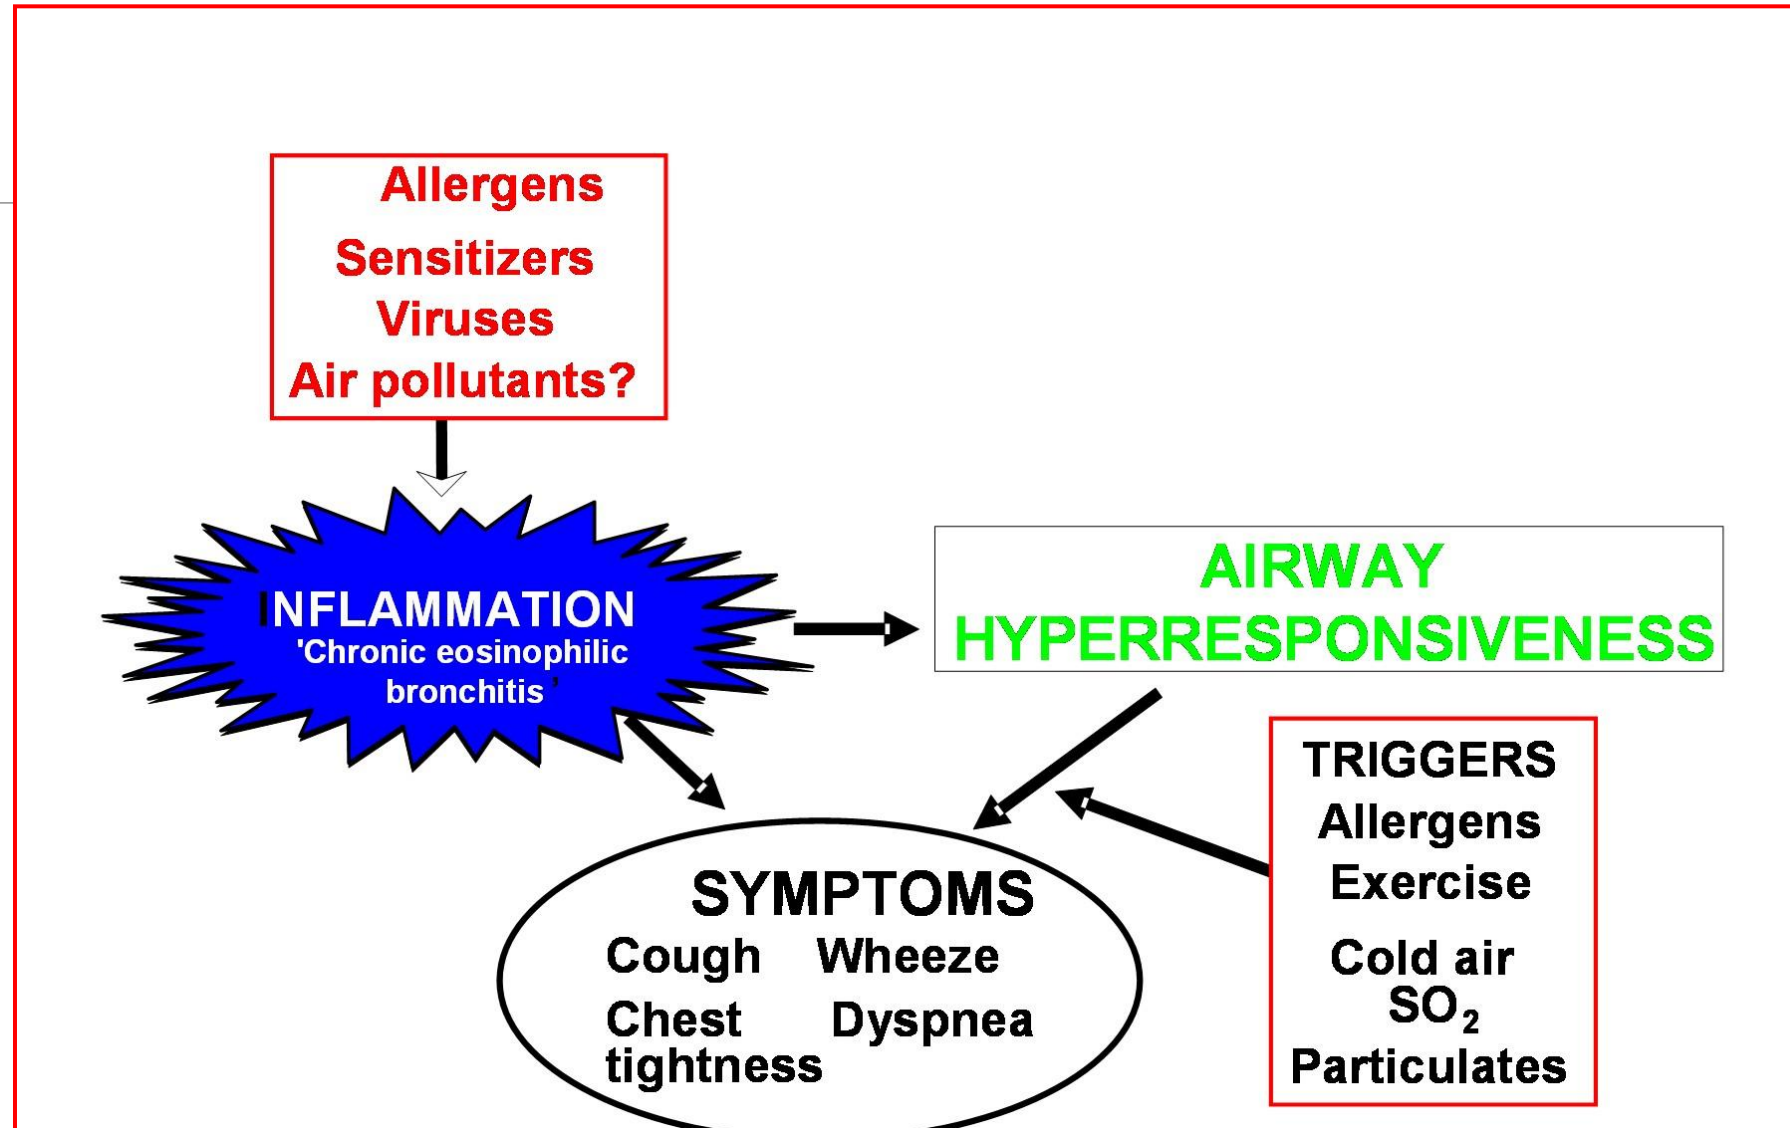 Allergens
Sensitizers
Viruses
Air pollutants?
INFLAMMATION
'Chronic eosinophilic
bronchitis'
AIRWAY
HYPERRESPONSIVENESS
TRIGGERS
Allergens
Exercise
Cold air
SO₂
Particulates
SYMPTOMS
Cough Wheeze
Chest Dyspnea
tightness